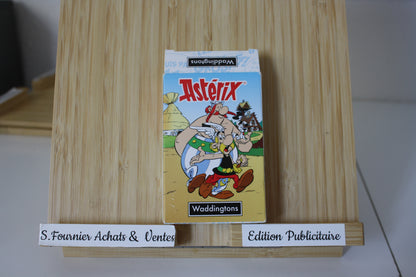 Waddingtons
Astérix
Waddingtons
S.Fournier Achats & Ventes
Edition Publicitaire